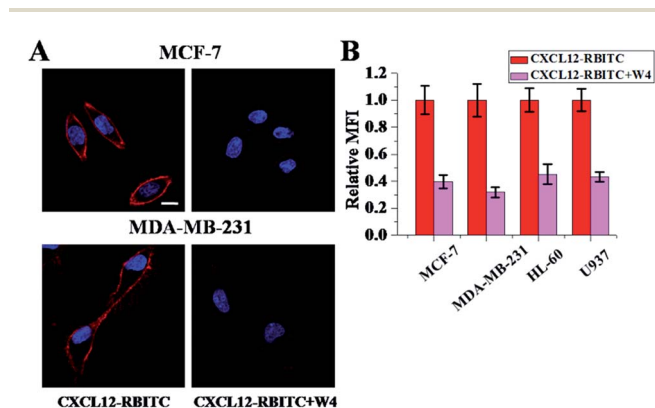 A
MCF-7
MDA-MB-231
CXCL12-RBITC CXCL12-RBITC+W4
B
CXCL12-RBITC
CXCL12-RBITC+W4
Relative MFI
1.2
1.0
0.8
0.6
0.4
0.2
0.0
MCF-7
MDA-MB-231
HL-60
U937